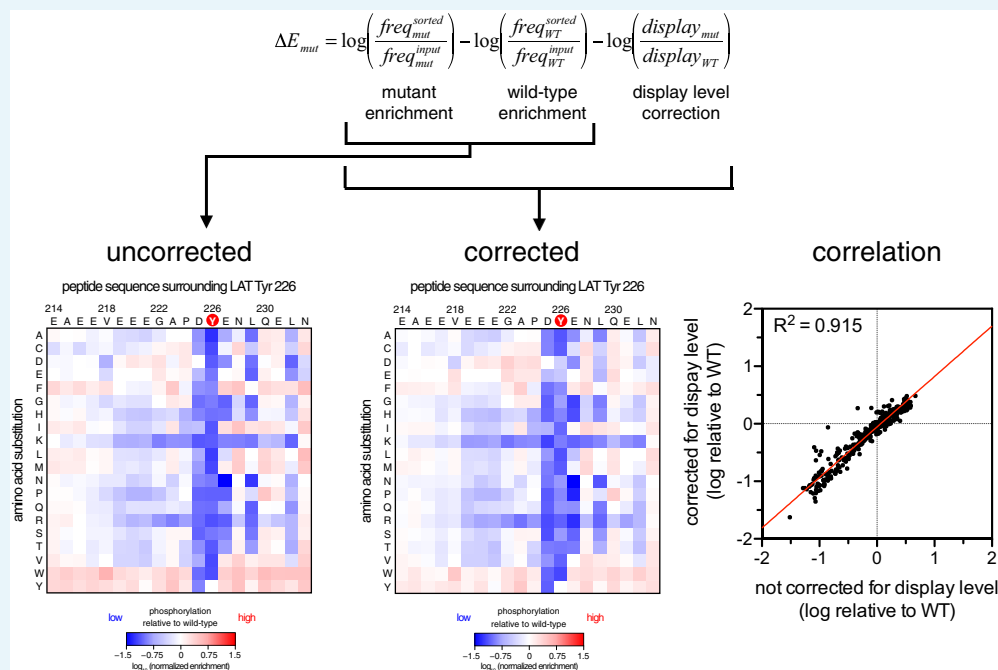 ΔE_mut = log(freq_mut^sorted / freq_mut^input) − log(freq_WT^sorted / freq_WT^input) − log(display_mut / display_WT)
mutant enrichment
wild-type enrichment
display level correction
uncorrected
peptide sequence surrounding LAT Tyr 226
214 218 222 226 230
E A E E V E E E G A P D Y E N L Q E L N
amino acid substitution
A
C
D
E
F
G
H
I
K
L
M
N
P
Q
R
S
T
V
W
Y
low
phosphorylation
relative to wild-type
high
−1.5 −0.75 0 0.75 1.5
(normalized enrichment)
corrected
peptide sequence surrounding LAT Tyr 226
214 218 222 226 230
E A E E V E E E G A P D Y E N L Q E L N
amino acid substitution
A
C
D
E
F
G
H
I
K
L
M
N
P
Q
R
S
T
V
W
Y
low
phosphorylation
relative to wild-type
high
−1.5 −0.75 0 0.75 1.5
(normalized enrichment)
correlation
R² = 0.915
corrected for display level
(log relative to WT)
2
1
0
-1
-2
-2 -1 0 1 2
not corrected for display level
(log relative to WT)